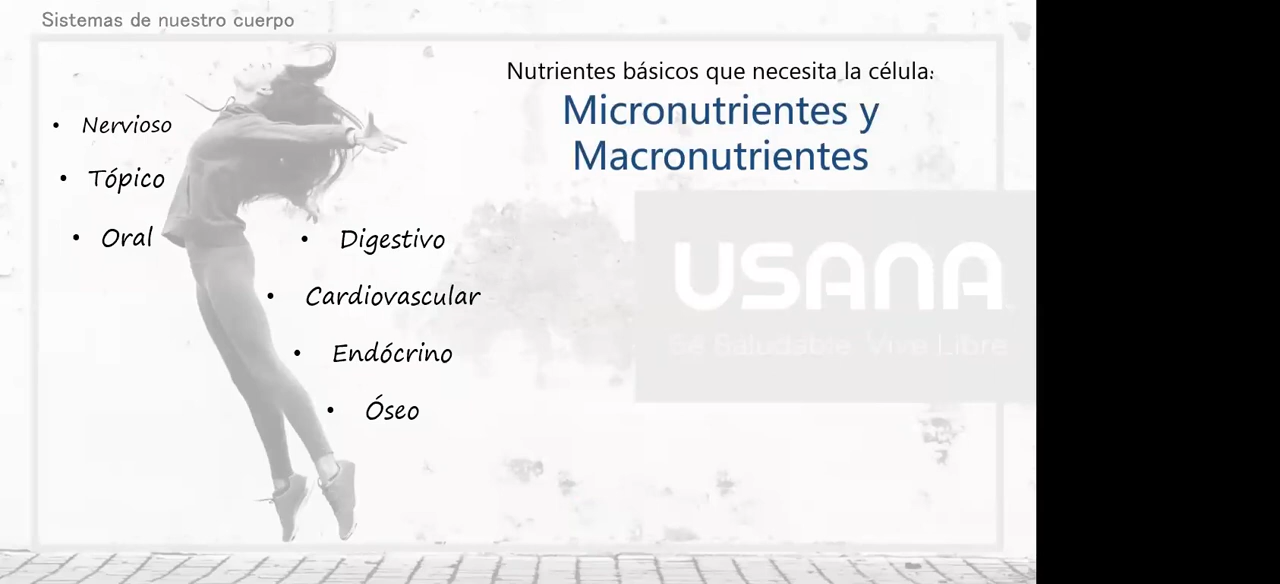 Sistemas de nuestro cuerpo
Nutrientes básicos que necesita la célula:
Micronutrientes y
Macronutrientes
• Nervioso
• Tópico
• Oral
• Digestivo
• Cardiovascular
• Endócrino
• Óseo
USANA
Sé Saludable. Vive Libre